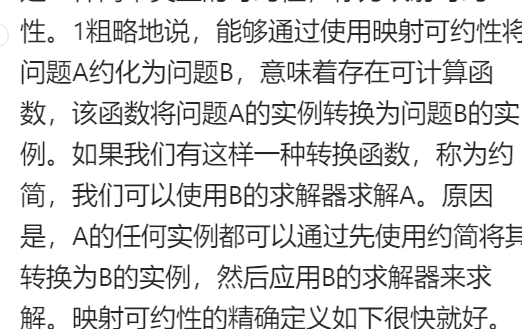 性。1粗略地说，能够通过使用映射可约性将
问题A约化为问题B，意味着存在可计算函
数，该函数将问题A的实例转换为问题B的实
例。如果我们有这样一种转换函数，称为约
简，我们可以使用B的求解器求解A。原因
是，A的任何实例都可以通过先使用约简将其
转换为B的实例，然后应用B的求解器来求
解。映射可约性的精确定义如下很快就好。